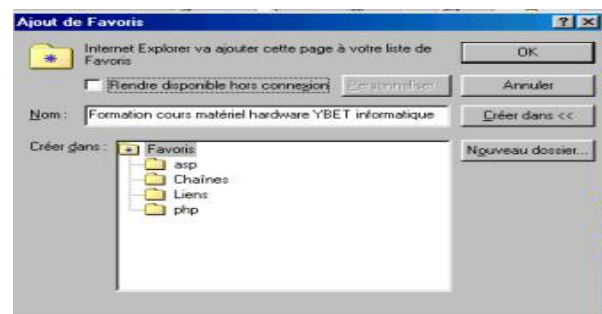 Ajout de Favoris
Internet Explorer va ajouter cette page à votre liste de
Favoris
OK
Rendre disponible hors connexion Personnaliser...
Annuler
Nom : Formation cours matériel hardware YBET informatique
Créer dans <<
Créer dans : Favoris
Nouveau dossier...
asp
Chaînes
Liens
php